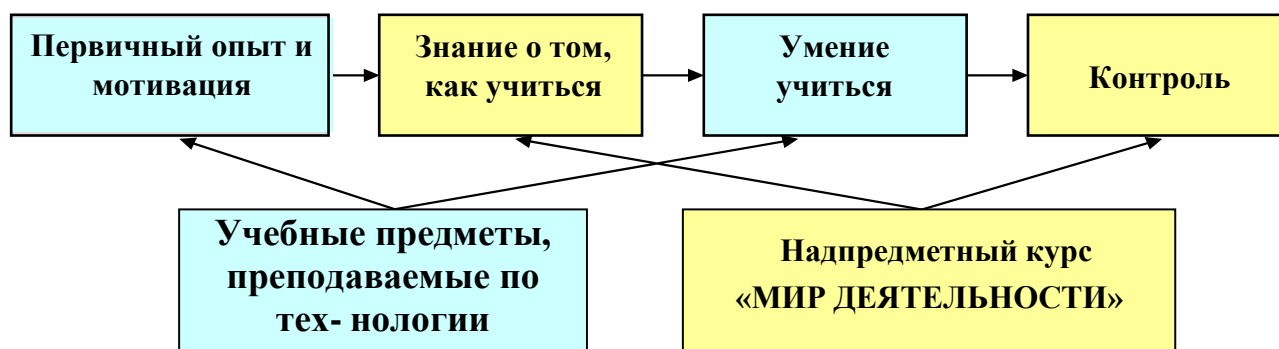 Первичный опыт и
мотивация
Знание о том,
как учиться
Умение
учиться
Контроль
Учебные предметы,
преподаваемые по
тех- нологии
Надпредметный курс
«МИР ДЕЯТЕЛЬНОСТИ»